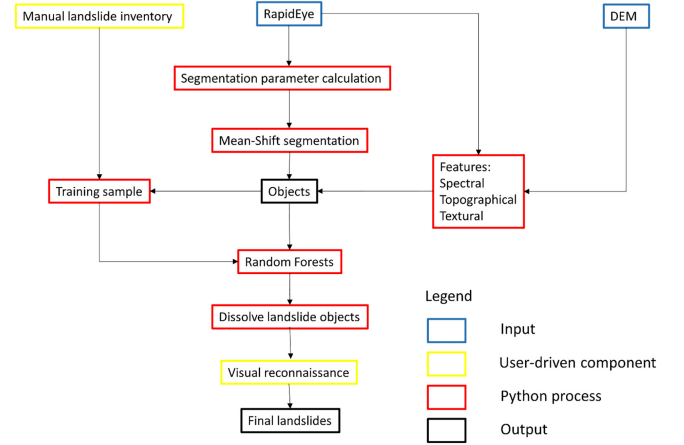 Manual landslide inventory
RapidEye
DEM
Segmentation parameter calculation
Mean-Shift segmentation
Features:
Spectral
Topographical
Textural
Training sample
Objects
Random Forests
Dissolve landslide objects
Visual reconnaissance
Final landslides
Legend
Input
User-driven component
Python process
Output